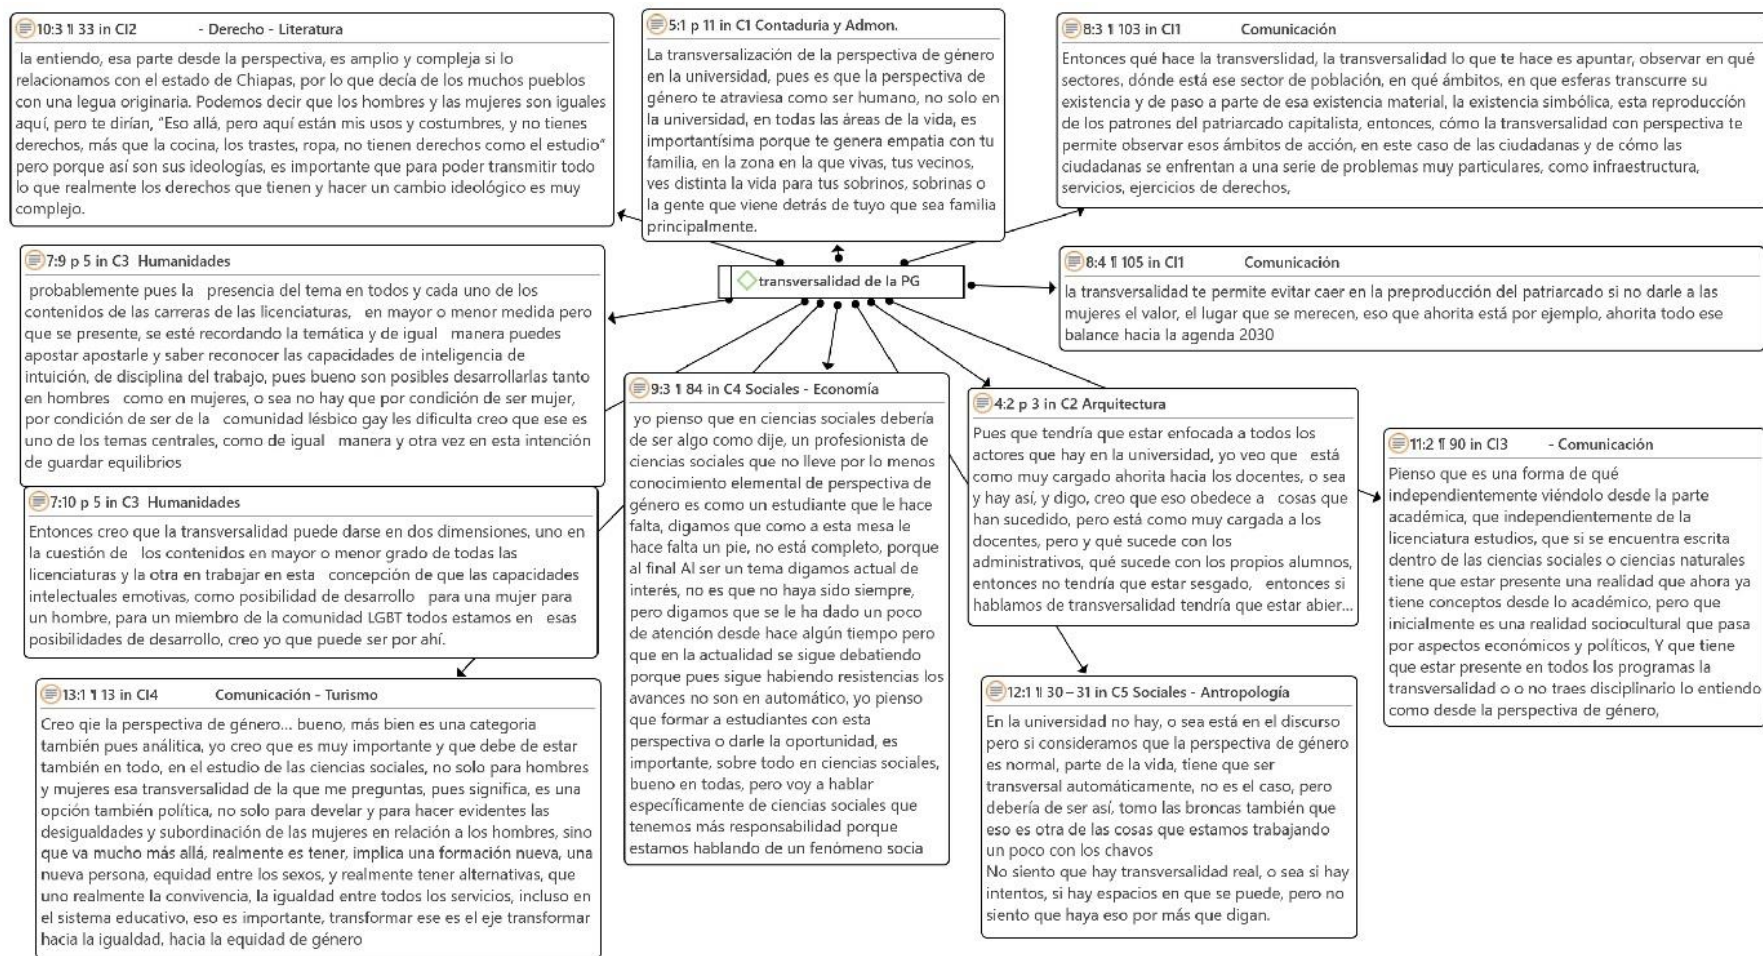 10:3 ¶ 33 in CI2 - Derecho - Literatura
la entiendo, esa parte desde la perspectiva, es amplio y compleja si lo
relacionamos con el estado de Chiapas, por lo que decía de los muchos pueblos
con una legua originaria. Podemos decir que los hombres y las mujeres son iguales
aquí, pero te dirían, "Eso allá, pero aquí están mis usos y costumbres, y no tienes
derechos, más que la cocina, los trastes, ropa, no tienen derechos como el estudio"
pero porque así son sus ideologías, es importante que para poder transmitir todo
lo que realmente los derechos que tienen y hacer un cambio ideológico es muy
complejo.
5:1 p 11 in C1 Contaduria y Admon.
La transversalización de la perspectiva de género
en la universidad, pues es que la perspectiva de
género te atraviesa como ser humano, no solo en
la universidad, en todas las áreas de la vida, es
importantísima porque te genera empatia con tu
familia, en la zona en la que vivas, tus vecinos,
ves distinta la vida para tus sobrinos, sobrinas o
la gente que viene detrás de tuyo que sea familia
principalmente.
8:3 ¶ 103 in CI1 Comunicación
Entonces qué hace la transverslidad, la transversalidad lo que te hace es apuntar, observar en qué
sectores, dónde está ese sector de población, en qué ámbitos, en que esferas transcurre su
existencia y de paso a parte de esa existencia material, la existencia simbólica, esta reproducción
de los patrones del patriarcado capitalista, entonces, cómo la transversalidad con perspectiva te
permite observar esos ámbitos de acción, en este caso de las ciudadanas y de cómo las
ciudadanas se enfrentan a una serie de problemas muy particulares, como infraestructura,
servicios, ejercicios de derechos,
7:9 p 5 in C3 Humanidades
probablemente pues la presencia del tema en todos y cada uno de los
contenidos de las carreras de las licenciaturas, en mayor o menor medida pero
que se presente, se esté recordando la temática y de igual manera puedes
apostar apostarle y saber reconocer las capacidades de inteligencia de
intuición, de disciplina del trabajo, pues bueno son posibles desarrollarlas tanto
en hombres como en mujeres, o sea no hay que por condición de ser mujer,
por condición de ser de la comunidad lésbico gay les dificulta creo que ese es
uno de los temas centrales, como de igual manera y otra vez en esta intención
de guardar equilibrios
transversalidad de la PG
8:4 ¶ 105 in CI1 Comunicación
la transversalidad te permite evitar caer en la preproducción del patriarcado si no darle a las
mujeres el valor, el lugar que se merecen, eso que ahorita está por ejemplo, ahorita todo ese
balance hacia la agenda 2030
9:3 ¶ 84 in C4 Sociales - Economía
yo pienso que en ciencias sociales debería
de ser algo como dije, un profesionista de
ciencias sociales que no lleve por lo menos
conocimiento elemental de perspectiva de
género es como un estudiante que le hace
falta, digamos que como a esta mesa le
hace falta un pie, no está completo, porque
al final Al ser un tema digamos actual de
interés, no es que no haya sido siempre,
pero digamos que se le ha dado un poco
de atención desde hace algún tiempo pero
que en la actualidad se sigue debatiendo
porque pues sigue habiendo resistencias los
avances no son en automático, yo pienso
que formar a estudiantes con esta
perspectiva o darle la oportunidad, es
importante, sobre todo en ciencias sociales,
bueno en todas, pero voy a hablar
específicamente de ciencias sociales que
tenemos más responsabilidad porque
estamos hablando de un fenómeno socia
4:2 p 3 in C2 Arquitectura
Pues que tendría que estar enfocada a todos los
actores que hay en la universidad, yo veo que está
como muy cargado ahorita hacia los docentes, o sea
y hay así, y digo, creo que eso obedece a cosas que
han sucedido, pero está como muy cargada a los
docentes, pero y qué sucede con los
administrativos, qué sucede con los propios alumnos,
entonces no tendría que estar sesgado, entonces si
hablamos de transversalidad tendría que estar abier...
11:2 ¶ 90 in CI3 - Comunicación
Pienso que es una forma de qué
independientemente viéndolo desde la parte
académica, que independientemente de la
licenciatura estudios, que si se encuentra escrita
dentro de las ciencias sociales o ciencias naturales
tiene que estar presente una realidad que ahora ya
tiene conceptos desde lo académico, pero que
inicialmente es una realidad sociocultural que pasa
por aspectos económicos y políticos, Y que tiene
que estar presente en todos los programas la
transversalidad o o no traes disciplinario lo entiendo
como desde la perspectiva de género,
7:10 p 5 in C3 Humanidades
Entonces creo que la transversalidad puede darse en dos dimensiones, uno en
la cuestión de los contenidos en mayor o menor grado de todas las
licenciaturas y la otra en trabajar en esta concepción de que las capacidades
intelectuales emotivas, como posibilidad de desarrollo para una mujer para
un hombre, para un miembro de la comunidad LGBT todos estamos en esas
posibilidades de desarrollo, creo yo que puede ser por ahí.
13:1 ¶ 13 in CI4 Comunicación - Turismo
Creo qie la perspectiva de género... bueno, más bien es una categoria
también pues análitica, yo creo que es muy importante y que debe de estar
también en todo, en el estudio de las ciencias sociales, no solo para hombres
y mujeres esa transversalidad de la que me preguntas, pues significa, es una
opción también política, no solo para develar y para hacer evidentes las
desigualdades y subordinación de las mujeres en relación a los hombres, sino
que va mucho más allá, realmente es tener, implica una formación nueva, una
nueva persona, equidad entre los sexos, y realmente tener alternativas, que
uno realmente la convivencia, la igualdad entre todos los servicios, incluso en
el sistema educativo, eso es importante, transformar ese es el eje transformar
hacia la igualdad, hacia la equidad de género
12:1 ¶ 30 – 31 in C5 Sociales - Antropología
En la universidad no hay, o sea está en el discurso
pero si consideramos que la perspectiva de género
es normal, parte de la vida, tiene que ser
transversal automáticamente, no es el caso, pero
debería de ser así, tomo las broncas también que
eso es otra de las cosas que estamos trabajando
un poco con los chavos
No siento que hay transversalidad real, o sea si hay
intentos, si hay espacios en que se puede, pero no
siento que haya eso por más que digan.